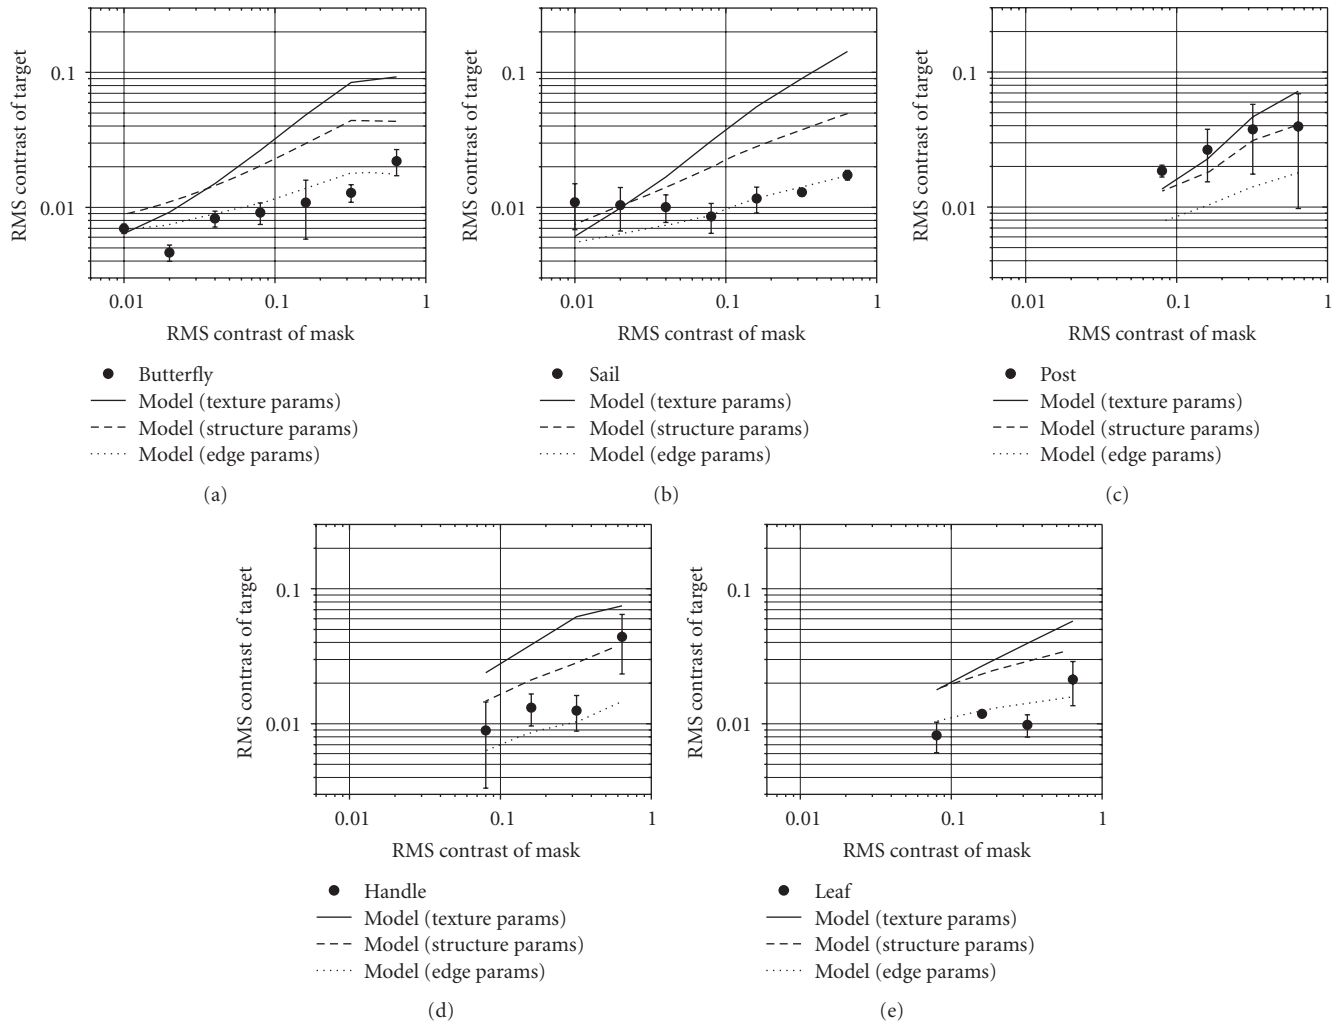 RMS contrast of target
0.1
0.01
0.01
0.1
1
RMS contrast of mask
Butterfly
Model (texture params)
Model (structure params)
Model (edge params)
(a)
RMS contrast of target
0.1
0.01
0.01
0.1
1
RMS contrast of mask
Sail
Model (texture params)
Model (structure params)
Model (edge params)
(b)
RMS contrast of target
0.1
0.01
0.01
0.1
1
RMS contrast of mask
Post
Model (texture params)
Model (structure params)
Model (edge params)
(c)
RMS contrast of target
0.1
0.01
0.01
0.1
1
RMS contrast of mask
Handle
Model (texture params)
Model (structure params)
Model (edge params)
(d)
RMS contrast of target
0.1
0.01
0.01
0.1
1
RMS contrast of mask
Leaf
Model (texture params)
Model (structure params)
Model (edge params)
(e)